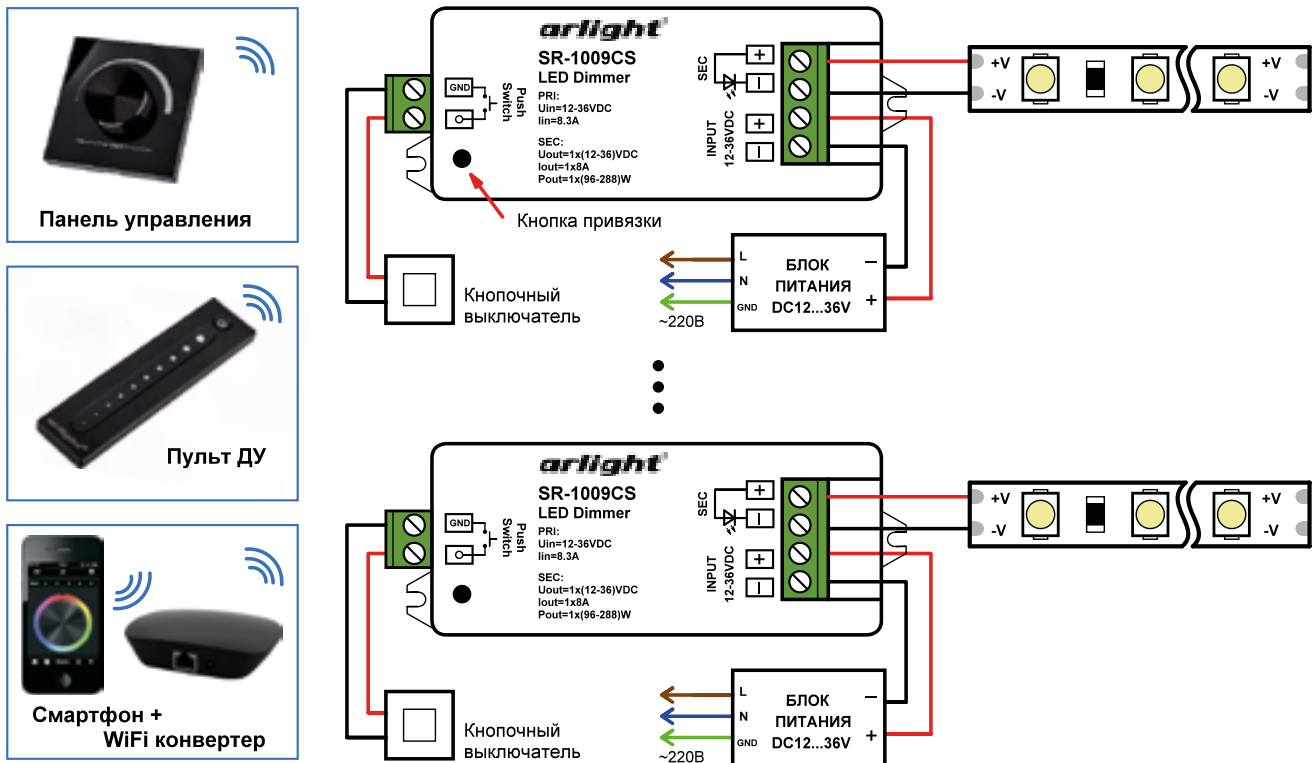 Панель управления
Пульт ДУ
arlight
Смартфон +
WiFi конвертер
arlight
SR-1009CS
LED Dimmer
PRI:
Uin=12-36VDC
Iin=8.3A
SEC:
Uout=1x(12-36)VDC
Iout=1x8A
Pout=1x(96-288)W
GND
Push
Switch
SEC
+
−
INPUT
12-36VDC
+
−
+V
-V
+V
-V
Кнопка привязки
Кнопочный
выключатель
L
N
GND
~220В
БЛОК
ПИТАНИЯ
DC12...36V
−
+
arlight
SR-1009CS
LED Dimmer
PRI:
Uin=12-36VDC
Iin=8.3A
SEC:
Uout=1x(12-36)VDC
Iout=1x8A
Pout=1x(96-288)W
GND
Push
Switch
SEC
+
−
INPUT
12-36VDC
+
−
+V
-V
+V
-V
Кнопочный
выключатель
L
N
GND
~220В
БЛОК
ПИТАНИЯ
DC12...36V
−
+